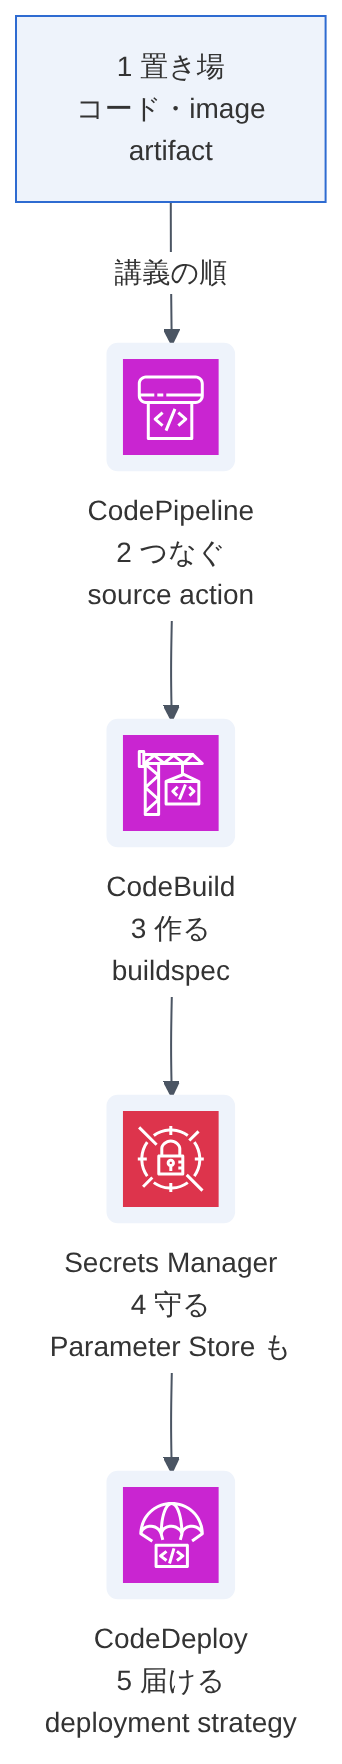 1 置き場
コード・image
artifact
講義の順
CodePipeline
2 つなぐ
source action
CodeBuild
3 作る
buildspec
Secrets Manager
4 守る
Parameter Store も
CodeDeploy
5 届ける
deployment strategy